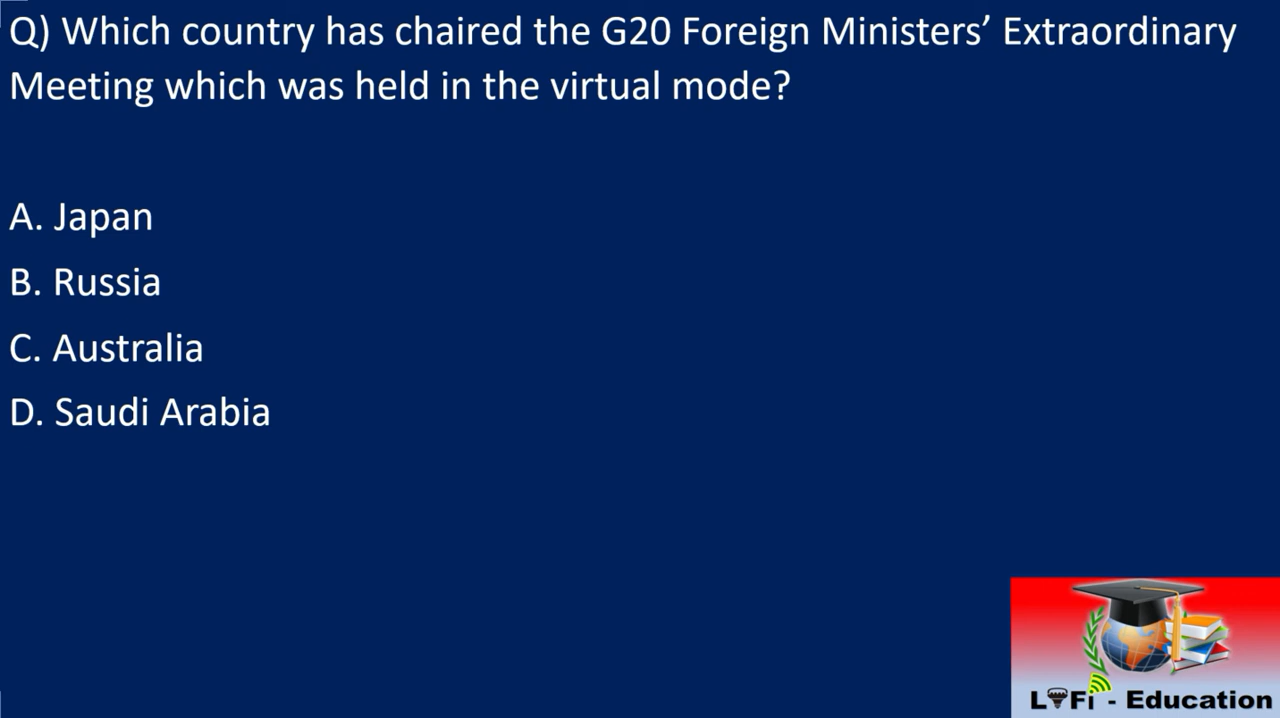 Q) Which country has chaired the G20 Foreign Ministers’ Extraordinary
Meeting which was held in the virtual mode?
A. Japan
B. Russia
C. Australia
D. Saudi Arabia
LiFi - Education